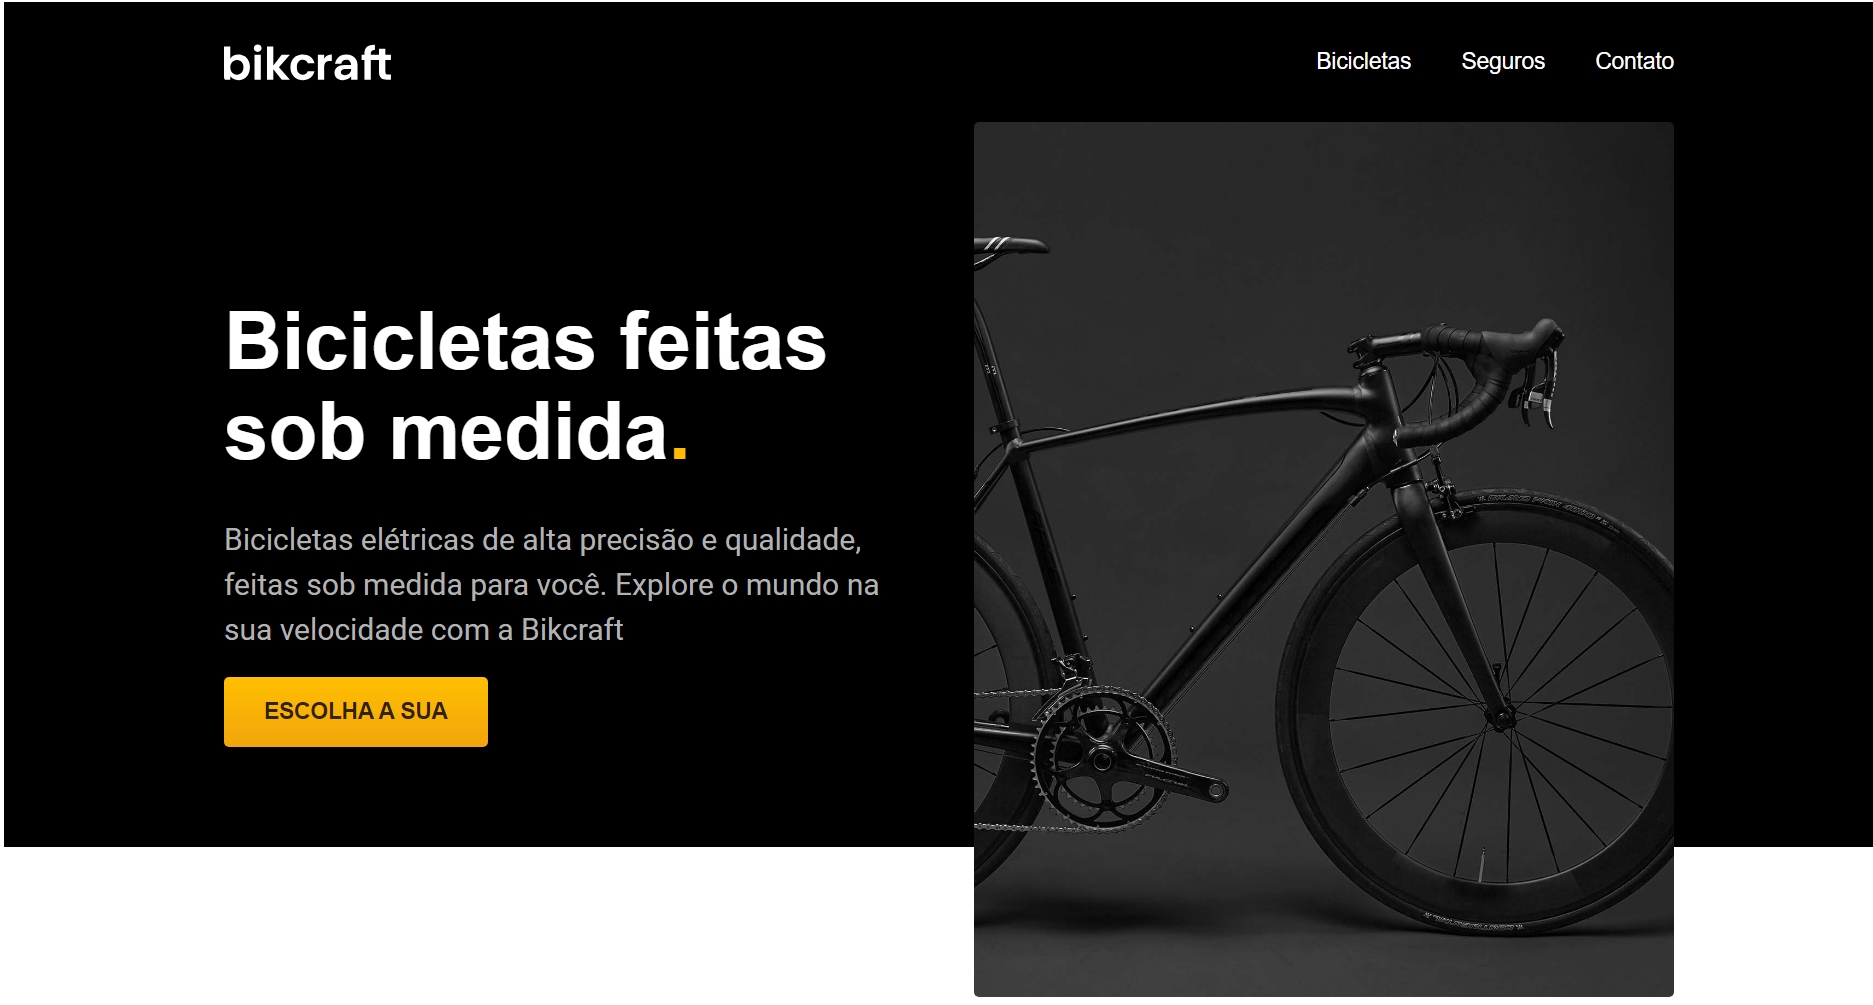 bikcraft
Bicicletas Seguros Contato
Bicicletas feitas
sob medida.
Bicicletas elétricas de alta precisão e qualidade,
feitas sob medida para você. Explore o mundo na
sua velocidade com a Bikcraft
ESCOLHA A SUA